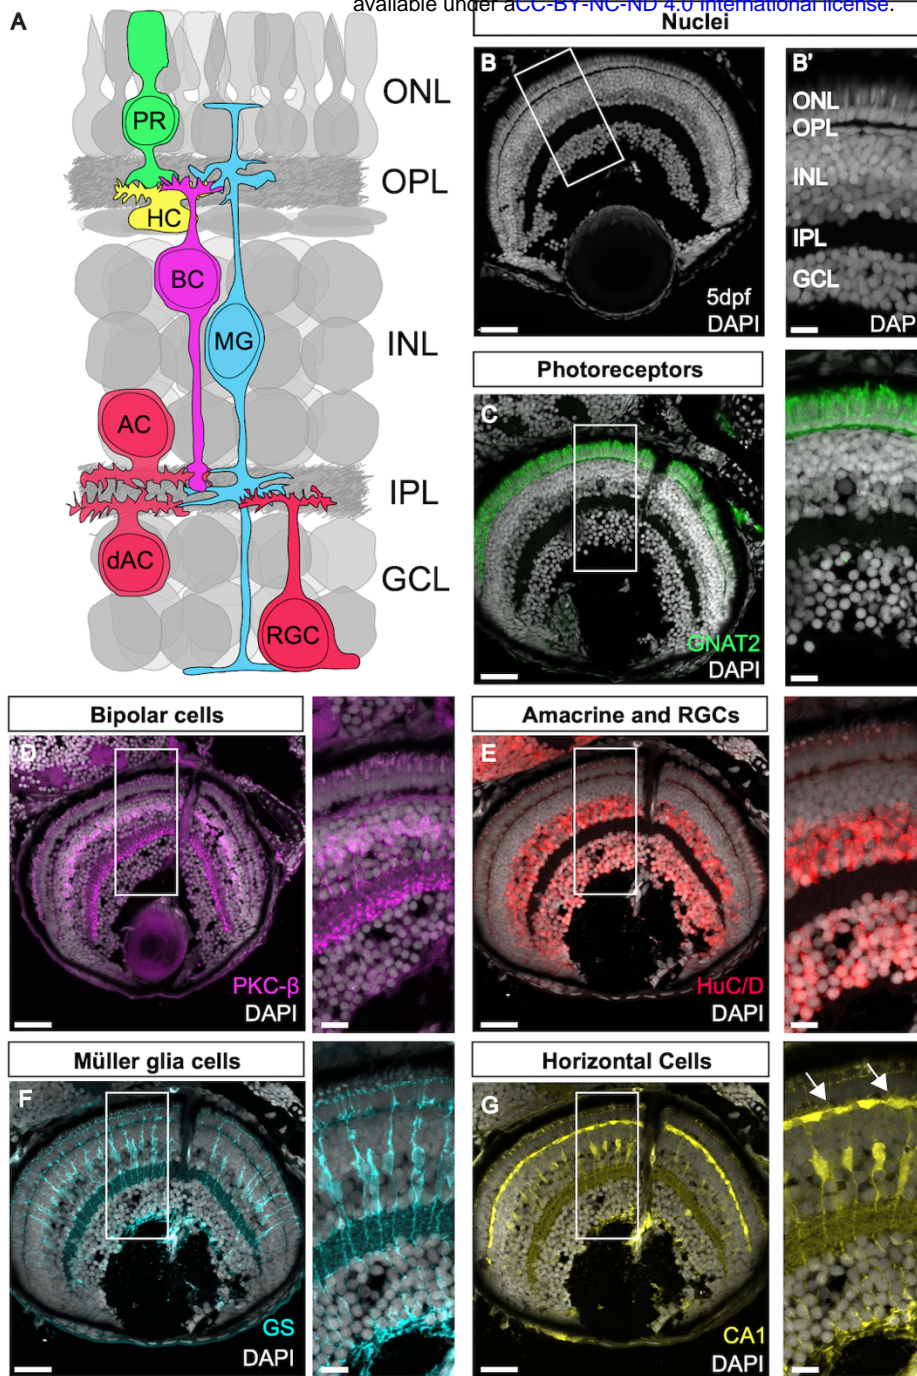 available under aCC-BY-NC-ND 4.0 International license.
A
PR
HC
BC
MG
AC
dAC
RGC
ONL
OPL
INL
IPL
GCL
Nuclei
B
5dpf
DAPI
B'
ONL
OPL
INL
IPL
GCL
DAP
Photoreceptors
C
GNAT2
DAPI
Bipolar cells
D
PKC-β
DAPI
Amacrine and RGCs
E
HuC/D
DAPI
Müller glia cells
F
GS
DAPI
Horizontal Cells
G
CA1
DAPI